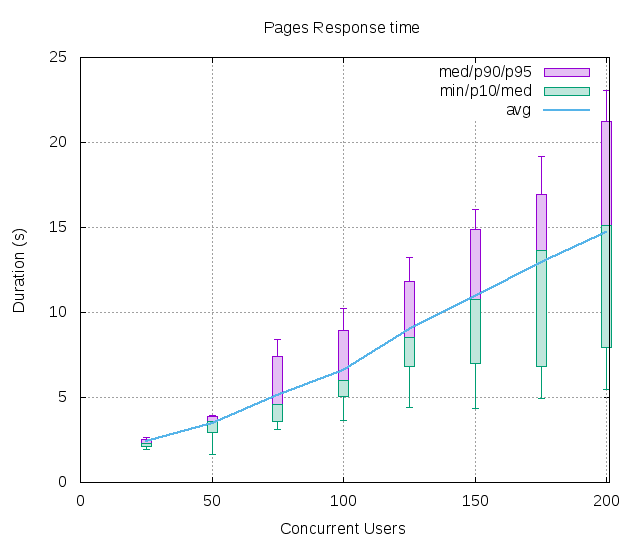 Pages Response time
25
20
15
10
5
0
Duration (s)
med/p90/p95
min/p10/med
avg
0
50
100
150
200
Concurrent Users